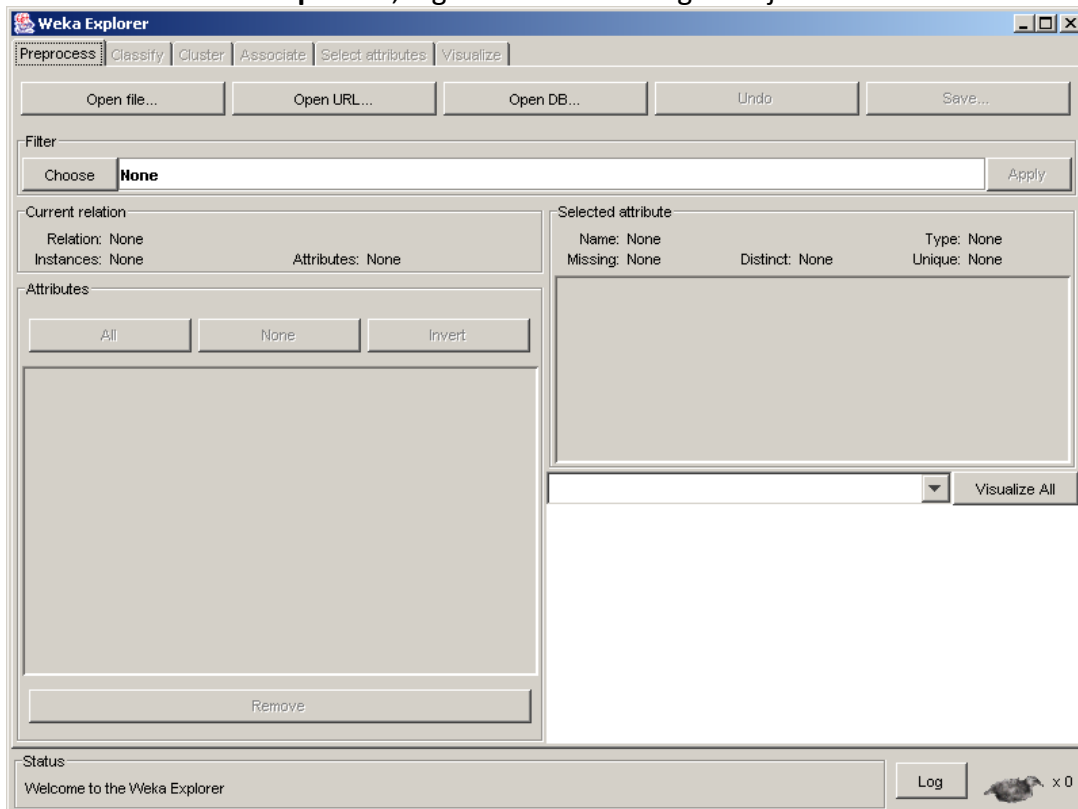 Weka Explorer
Preprocess Classify Cluster Associate Select attributes Visualize
Open file... Open URL... Open DB... Undo Save...
Filter
Choose None Apply
Current relation
Relation: None
Instances: None Attributes: None
Selected attribute
Name: None Type: None
Missing: None Distinct: None Unique: None
Attributes
All None Invert
Visualize All
Remove
Status
Welcome to the Weka Explorer
Log x 0